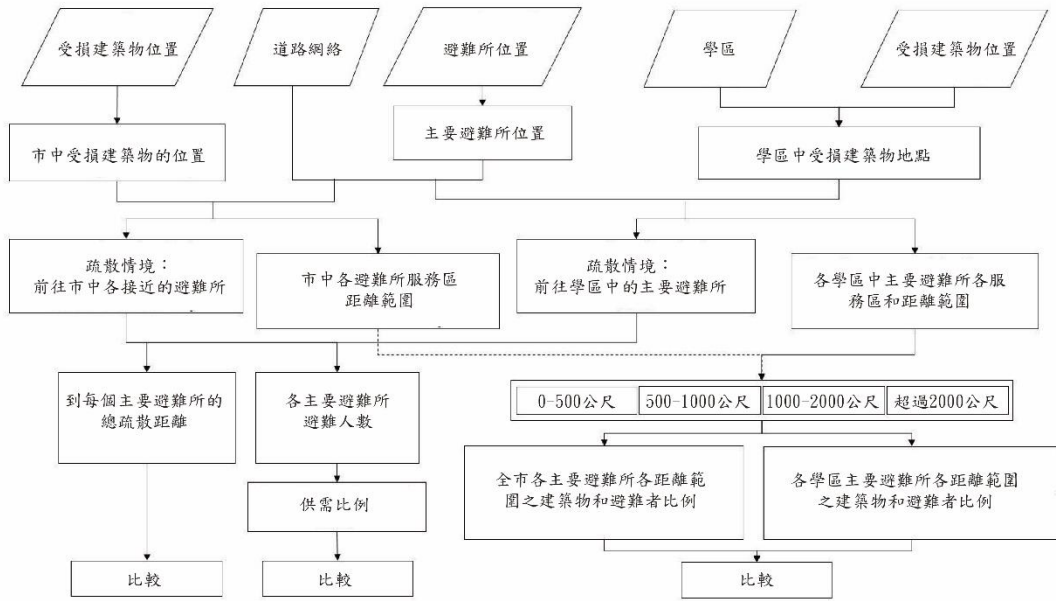 受損建築物位置
道路網絡
避難所位置
學區
受損建築物位置
市中受損建築物的位置
主要避難所位置
學區中受損建築物地點
疏散情境：
前往市中各接近的避難所
市中各避難所服務區
距離範圍
疏散情境：
前往學區中的主要避難所
各學區中主要避難所各服
務區和距離範圍
到每個主要避難所的
總疏散距離
各主要避難所
避難人數
0-500公尺
500-1000公尺
1000-2000公尺
超過2000公尺
供需比例
全市各主要避難所各距離範
圍之建築物和避難者比例
各學區主要避難所各距離範圍
之建築物和避難者比例
比較
比較
比較